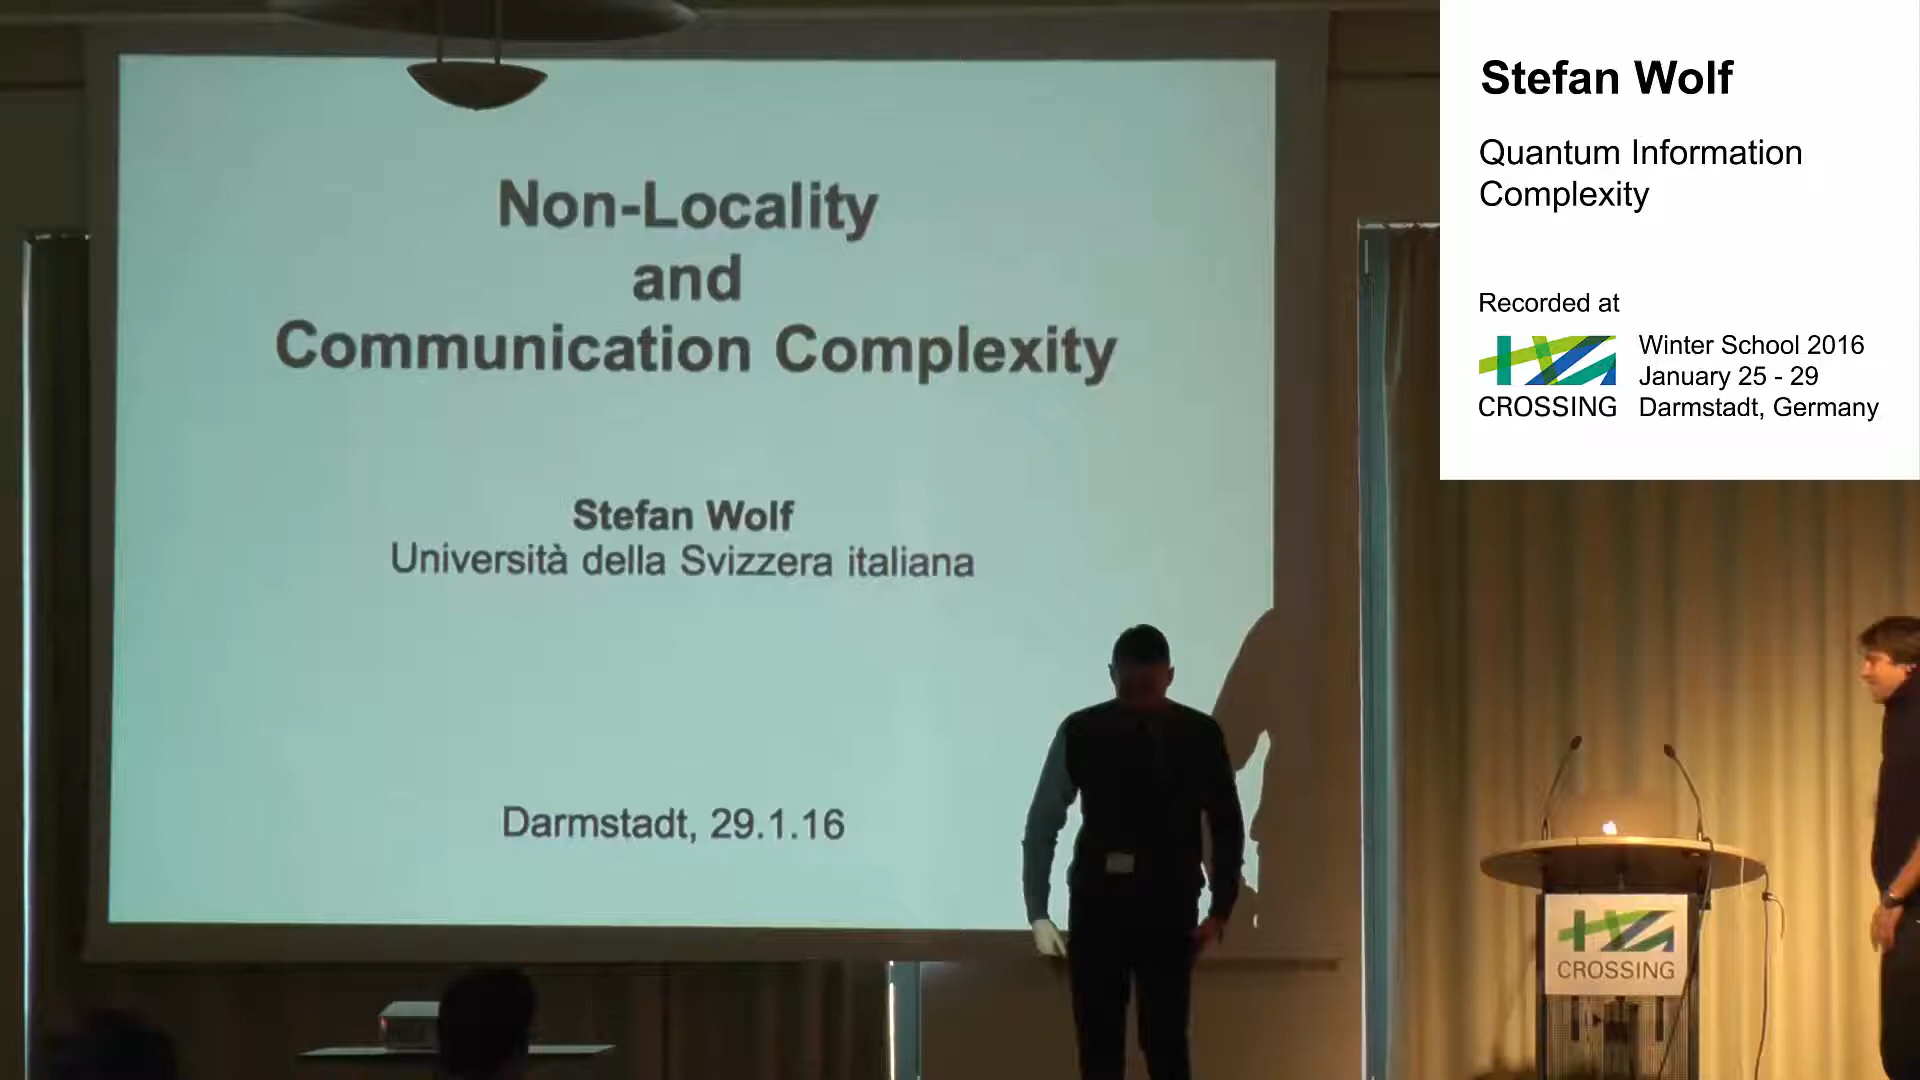 Non-Locality
and
Communication Complexity
Stefan Wolf
Università della Svizzera italiana
Darmstadt, 29.1.16
Stefan Wolf
Quantum Information
Complexity
Recorded at
CROSSING
Winter School 2016
January 25 - 29
Darmstadt, Germany
CROSSING